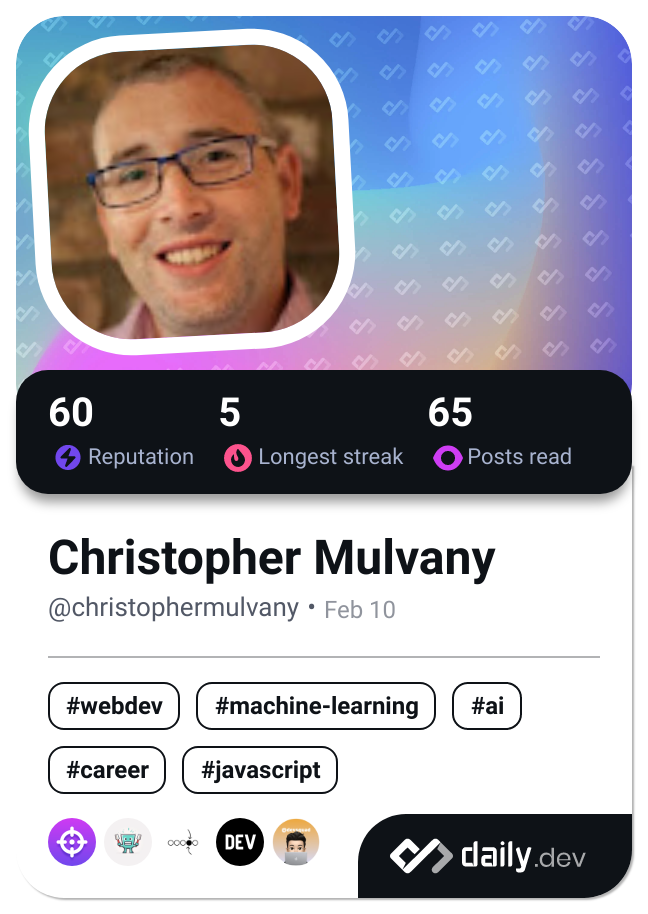 60 5 65
Reputation Longest streak Posts read
Christopher Mulvany
@christophermulvany • Feb 10
#webdev #machine-learning #ai
#career #javascript
DEV
daily.dev